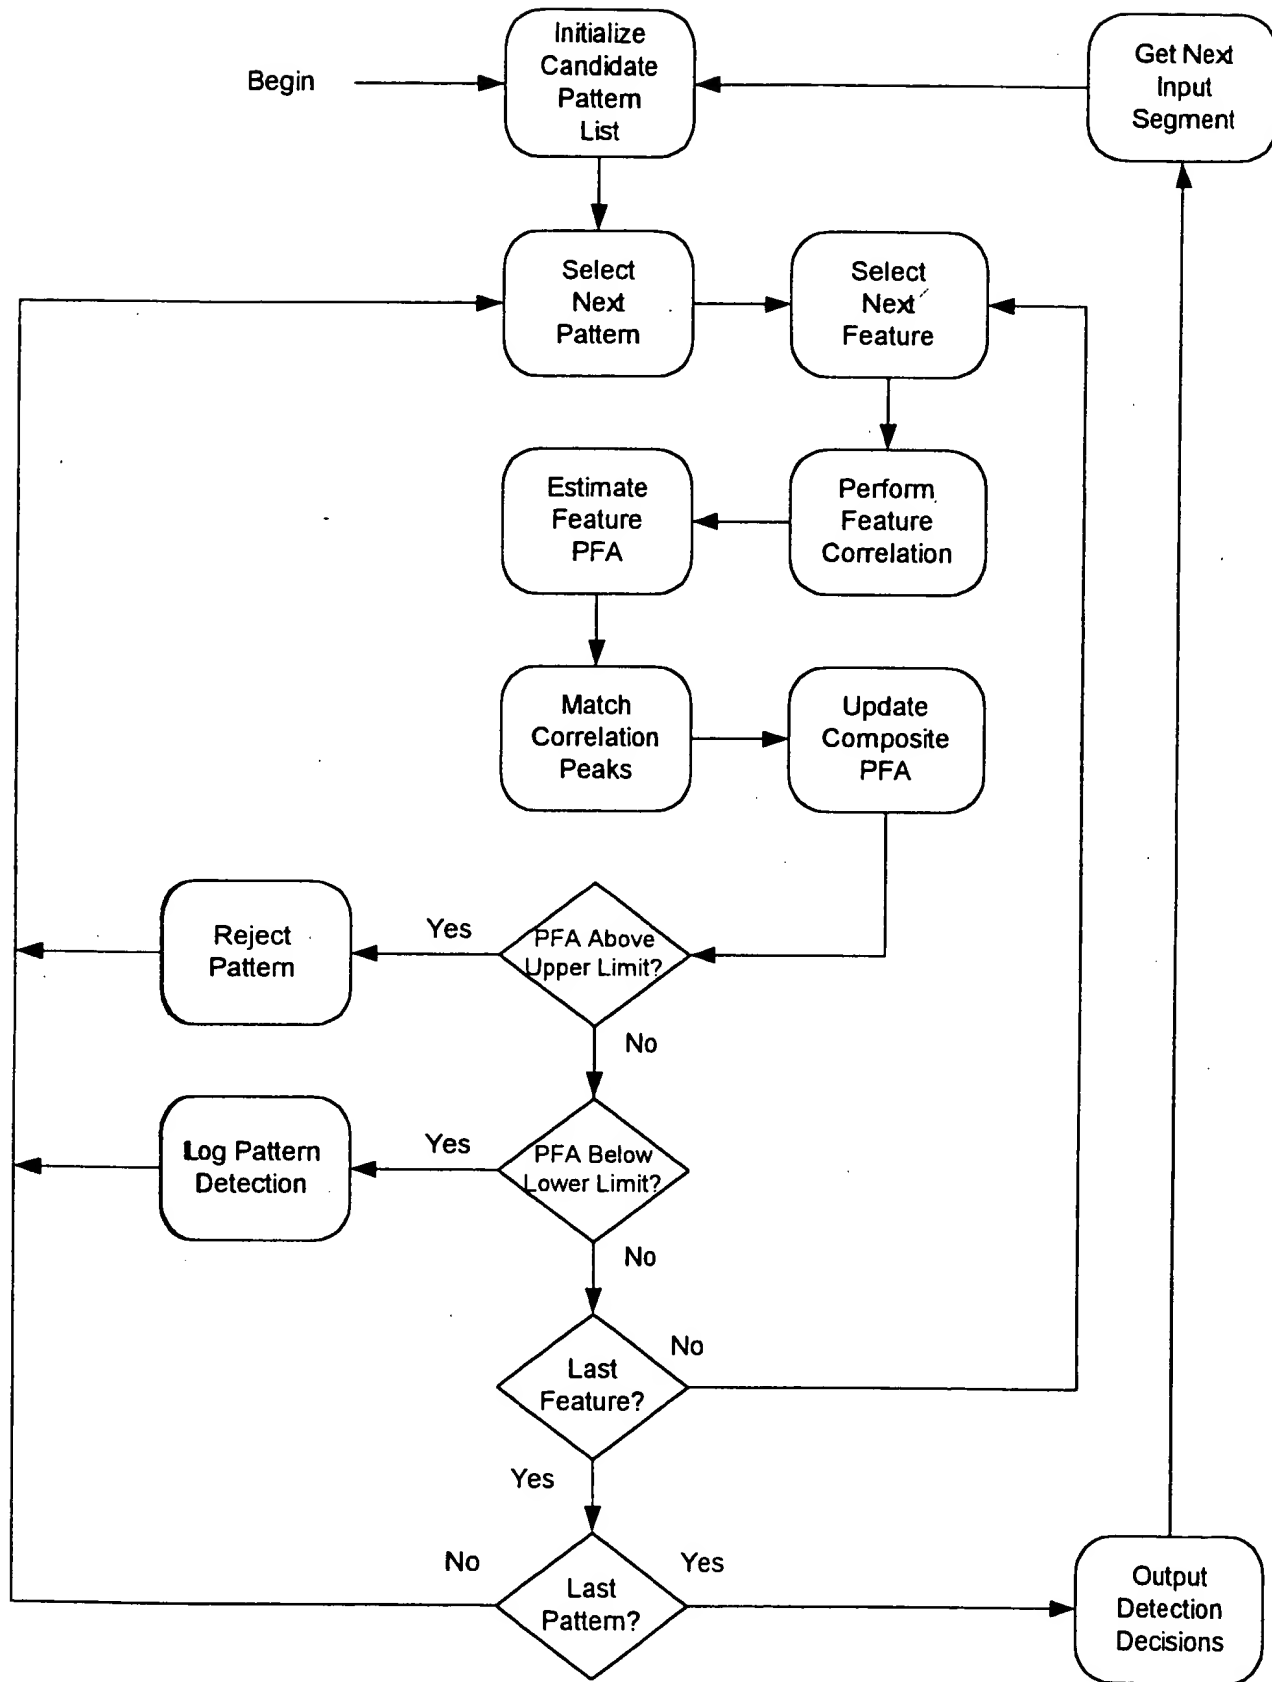 Begin
Initialize
Candidate
Pattern
List
Get Next
Input
Segment
Select
Next
Pattern
Select
Next
Feature
Estimate
Feature
PFA
Perform
Feature
Correlation
Match
Correlation
Peaks
Update
Composite
PFA
Reject
Pattern
Yes
PFA Above
Upper Limit?
No
Log Pattern
Detection
Yes
PFA Below
Lower Limit?
No
Last
Feature?
No
Yes
No
Last
Pattern?
Yes
Output
Detection
Decisions